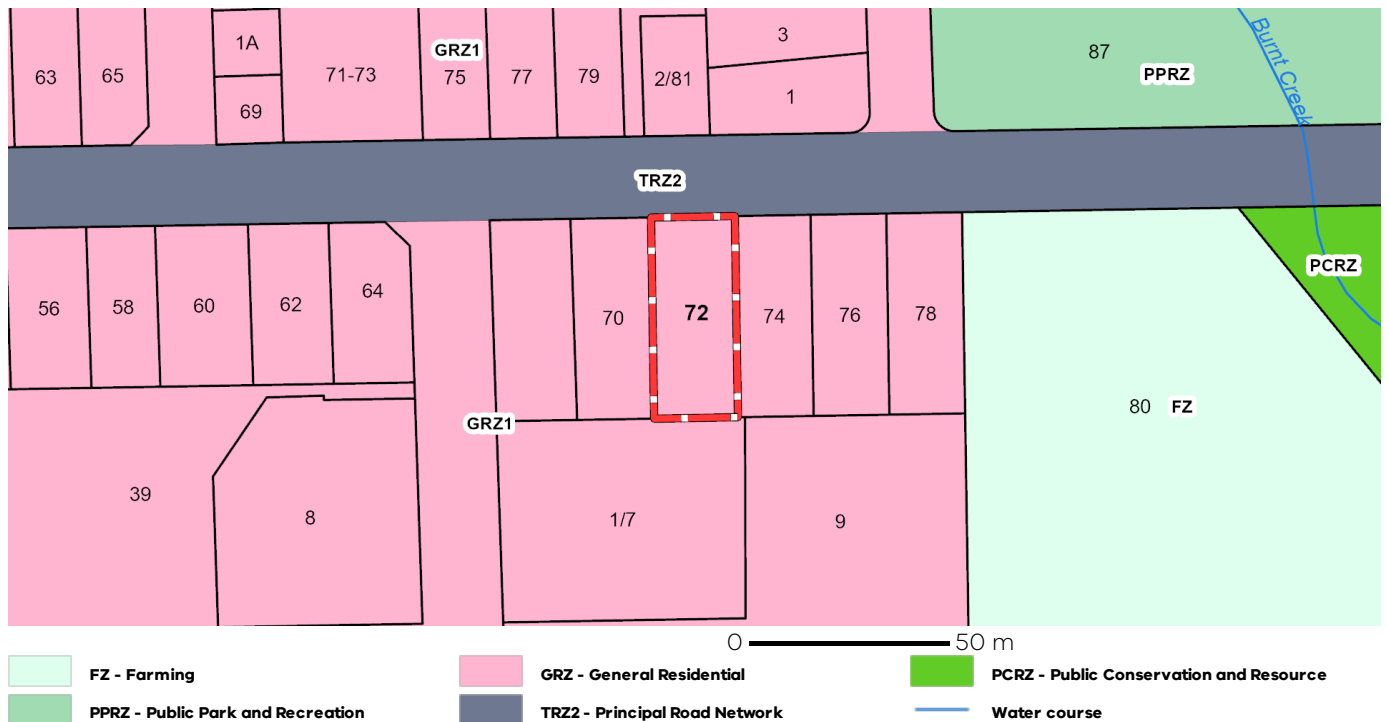 1A
3
63
65
71-73
GRZ1
75
77
79
2/81
87
PPRZ
Burnt Creek
69
1
TRZ2
56
58
60
62
64
70
72
74
76
78
PCRZ
80
FZ
GRZ1
39
8
1/7
9
0
50 m
FZ - Farming
GRZ - General Residential
PCRZ - Public Conservation and Resource
PPRZ - Public Park and Recreation
TRZ2 - Principal Road Network
Water course